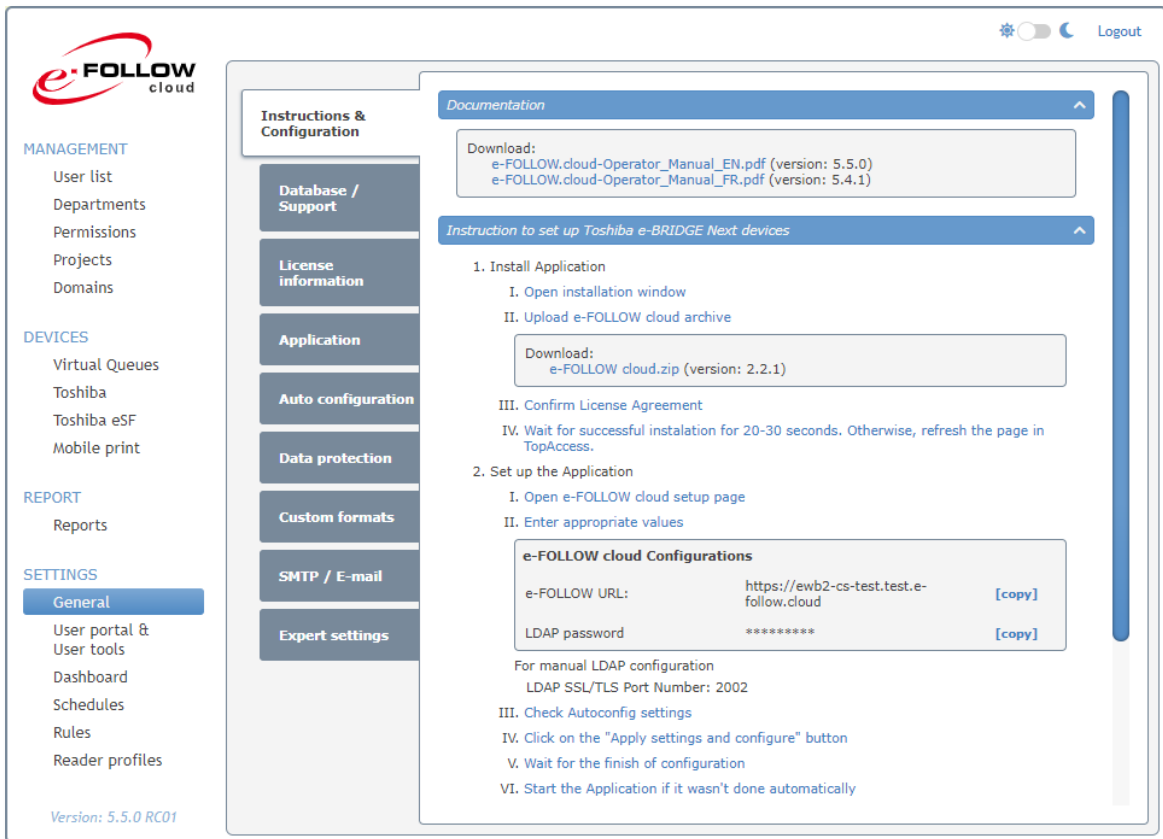 Logout
e-FOLLOW
cloud
MANAGEMENT
User list
Departments
Permissions
Projects
Domains
DEVICES
Virtual Queues
Toshiba
Toshiba eSF
Mobile print
REPORT
Reports
SETTINGS
General
User portal &
User tools
Dashboard
Schedules
Rules
Reader profiles
Version: 5.5.0 RC01
Instructions &
Configuration
Database /
Support
License
information
Application
Auto configuration
Data protection
Custom formats
SMTP / E-mail
Expert settings
Documentation
Download:
e-FOLLOW.cloud-Operator_Manual_EN.pdf (version: 5.5.0)
e-FOLLOW.cloud-Operator_Manual_FR.pdf (version: 5.4.1)
Instruction to set up Toshiba e-BRIDGE Next devices
1. Install Application
I. Open installation window
II. Upload e-FOLLOW cloud archive
Download:
e-FOLLOW cloud.zip (version: 2.2.1)
III. Confirm License Agreement
IV. Wait for successful instalation for 20-30 seconds. Otherwise, refresh the page in
TopAccess.
2. Set up the Application
I. Open e-FOLLOW cloud setup page
II. Enter appropriate values
e-FOLLOW cloud Configurations
e-FOLLOW URL: https://ewb2-cs-test.test.e-
follow.cloud [copy]
LDAP password ********* [copy]
For manual LDAP configuration
LDAP SSL/TLS Port Number: 2002
III. Check Autoconfig settings
IV. Click on the "Apply settings and configure" button
V. Wait for the finish of configuration
VI. Start the Application if it wasn't done automatically